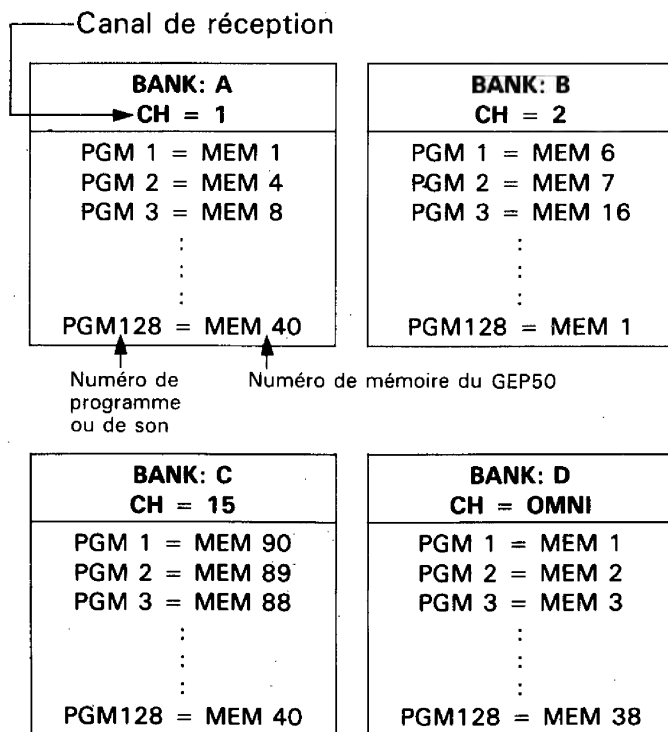 Canal de réception
BANK: A
CH = 1
PGM 1 = MEM 1
PGM 2 = MEM 4
PGM 3 = MEM 8
:
:
:
PGM128 = MEM 40
BANK: B
CH = 2
PGM 1 = MEM 6
PGM 2 = MEM 7
PGM 3 = MEM 16
:
:
:
PGM128 = MEM 1
Numéro de
programme
ou de son
Numéro de mémoire du GEP50
BANK: C
CH = 15
PGM 1 = MEM 90
PGM 2 = MEM 89
PGM 3 = MEM 88
:
:
:
PGM128 = MEM 40
BANK: D
CH = OMNI
PGM 1 = MEM 1
PGM 2 = MEM 2
PGM 3 = MEM 3
:
:
:
PGM128 = MEM 38